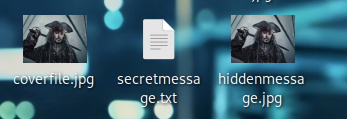 coverfile.jpg
secretmessa
ge.txt
hiddenmessa
ge.jpg